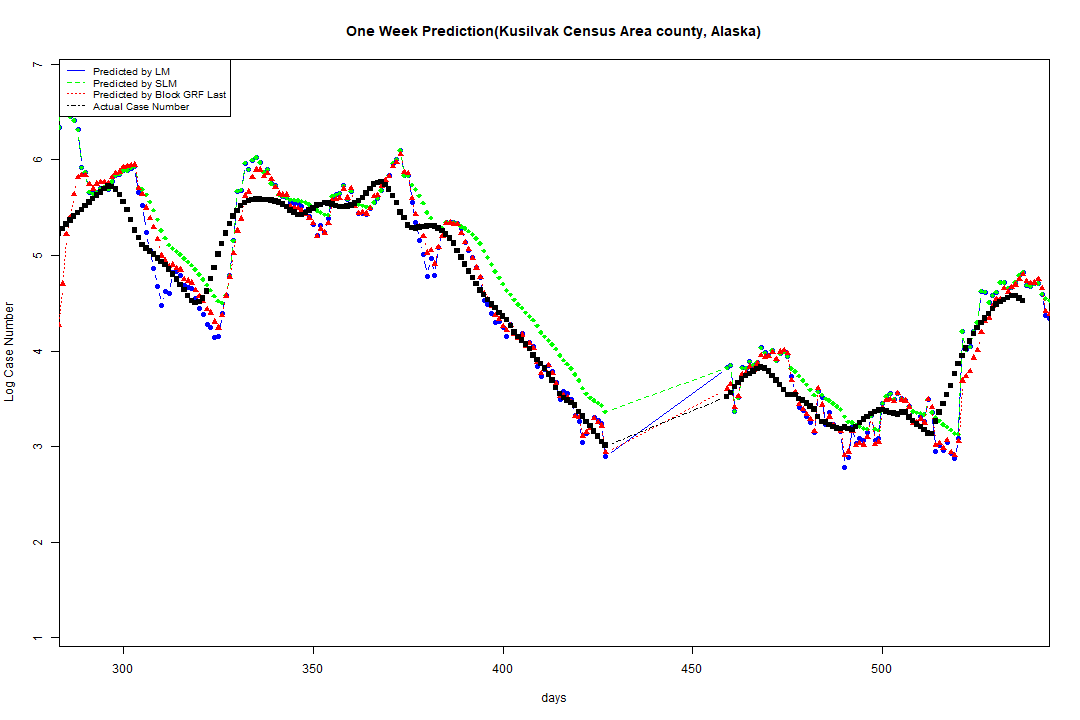 One Week Prediction(Kusilvak Census Area county, Alaska)
Predicted by LM
Predicted by SLM
Predicted by Block GRF Last
Actual Case Number
7
6
5
4
3
2
1
Log Case Number
300 350 400 450 500
days